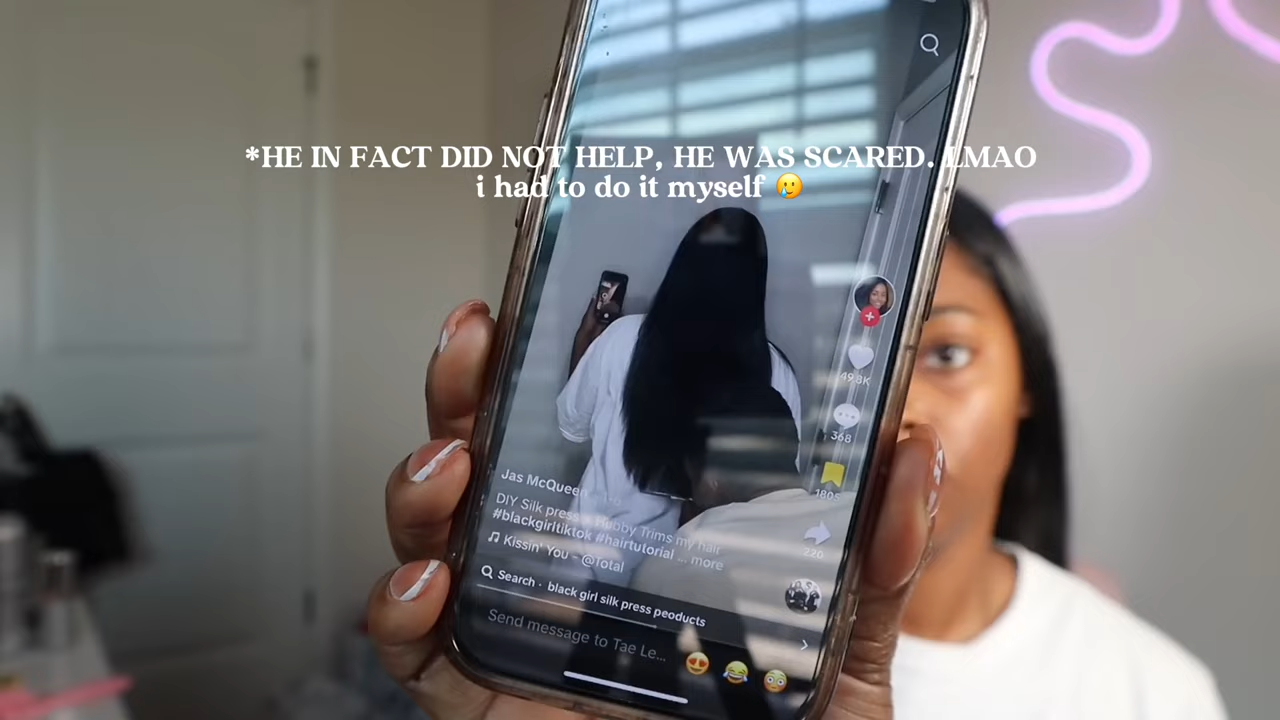 *HE IN FACT DID NOT HELP, HE WAS SCARED. LMAO
i had to do it myself 🥲
49.8K
368
1805
220
Jas McQueen
DIY Silk press Hubby Trims my hair
#blackgirltiktok #hairtutorial ... more
Kissin' You - @Total
Search · black girl silk press peoducts
Send message to Tae Le...